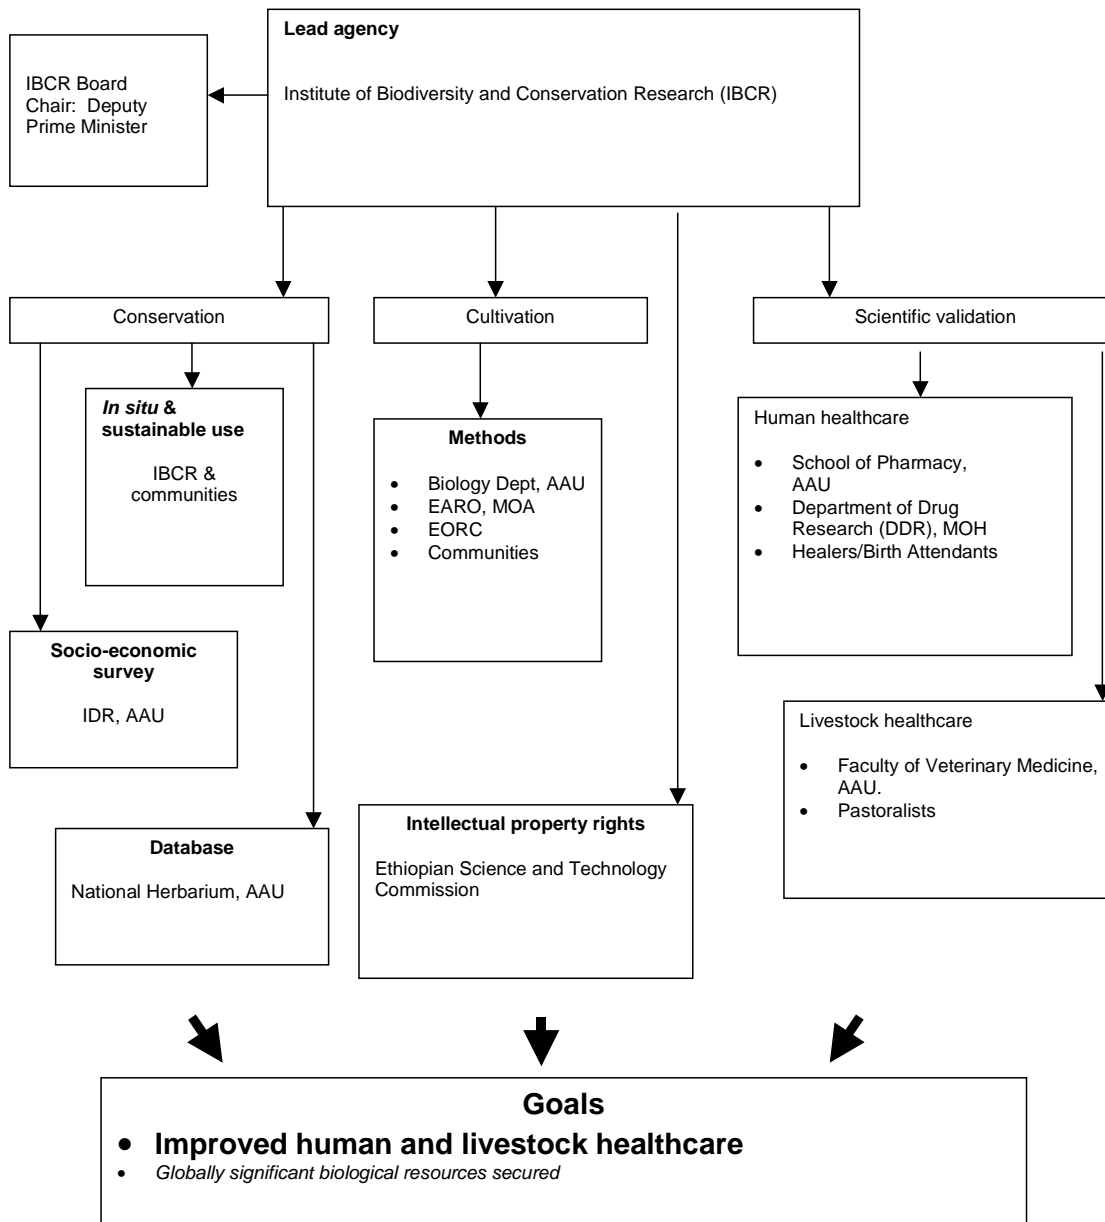 Lead agency
Institute of Biodiversity and Conservation Research (IBCR)
IBCR Board
Chair:  Deputy
Prime Minister
Conservation
Cultivation
Scientific validation
In situ &
sustainable use
IBCR &
communities
Methods
• Biology Dept, AAU
• EARO, MOA
• EORC
• Communities
Human healthcare
• School of Pharmacy,
AAU
• Department of Drug
Research (DDR), MOH
• Healers/Birth Attendants
Socio-economic
survey
IDR, AAU
Livestock healthcare
• Faculty of Veterinary Medicine,
AAU.
• Pastoralists
Database
National Herbarium, AAU
Intellectual property rights
Ethiopian Science and Technology
Commission
Goals
• Improved human and livestock healthcare
• Globally significant biological resources secured